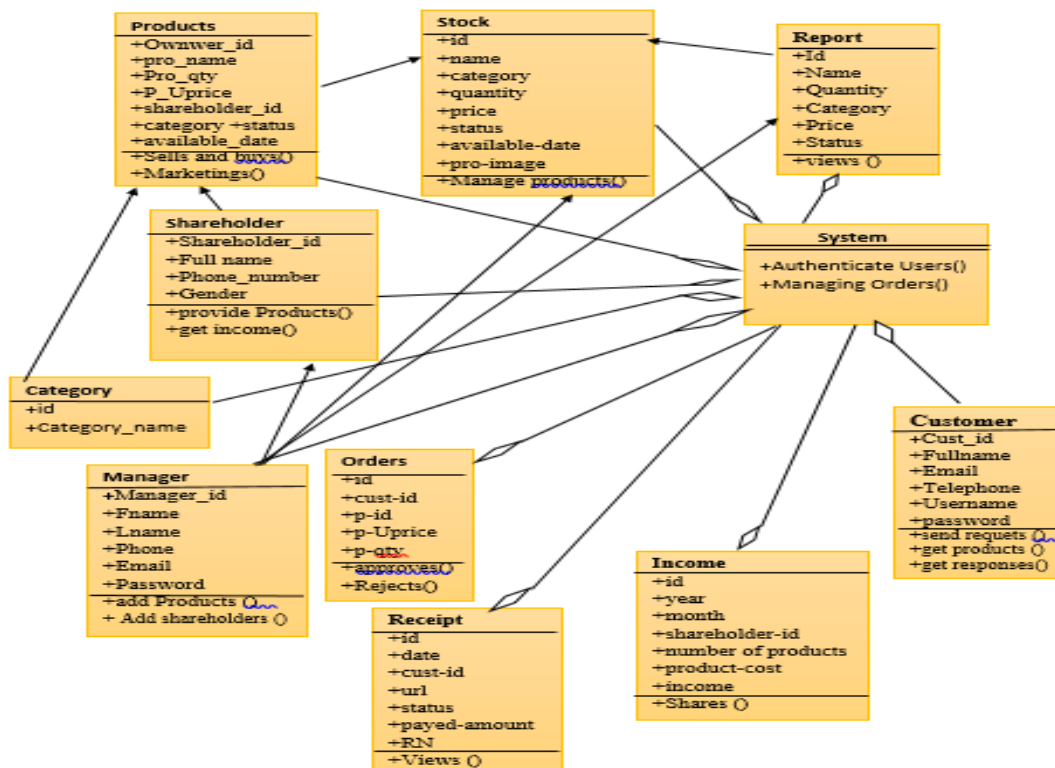 Products
+Ownwer_id
+pro_name
+Pro_qty
+P_Uprice
+shareholder_id
+category +status
+available_date
+Sells and buys()
+Marketings()
Stock
+id
+name
+category
+quantity
+price
+status
+available-date
+pro-image
+Manage products()
Report
+Id
+Name
+Quantity
+Category
+Price
+Status
+views ()
Shareholder
+Shareholder_id
+Full name
+Phone_number
+Gender
+provide Products()
+get income()
System
+Authenticate Users()
+Managing Orders()
Category
+id
+Category_name
Manager
+Manager_id
+Fname
+Lname
+Phone
+Email
+Password
+add Products ()
+ Add shareholders ()
Orders
+id
+cust-id
+p-id
+p-Uprice
+p-qty
+approves()
+Rejects()
Customer
+Cust_id
+Fullname
+Email
+Telephone
+Username
+password
+send requets ()
+get products ()
+get responses()
Receipt
+id
+date
+cust-id
+url
+status
+payed-amount
+RN
+Views ()
Income
+id
+year
+month
+shareholder-id
+number of products
+product-cost
+income
+Shares ()